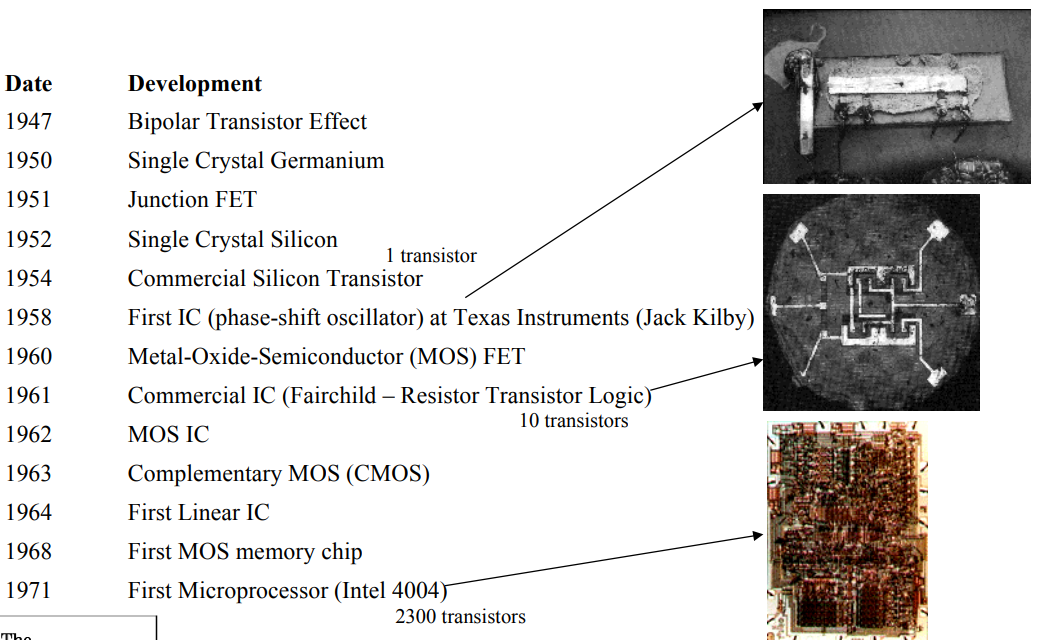 Date Development
1947 Bipolar Transistor Effect
1950 Single Crystal Germanium
1951 Junction FET
1952 Single Crystal Silicon
1 transistor
1954 Commercial Silicon Transistor
1958 First IC (phase-shift oscillator) at Texas Instruments (Jack Kilby)
1960 Metal-Oxide-Semiconductor (MOS) FET
1961 Commercial IC (Fairchild – Resistor Transistor Logic)
10 transistors
1962 MOS IC
1963 Complementary MOS (CMOS)
1964 First Linear IC
1968 First MOS memory chip
1971 First Microprocessor (Intel 4004)
2300 transistors
The